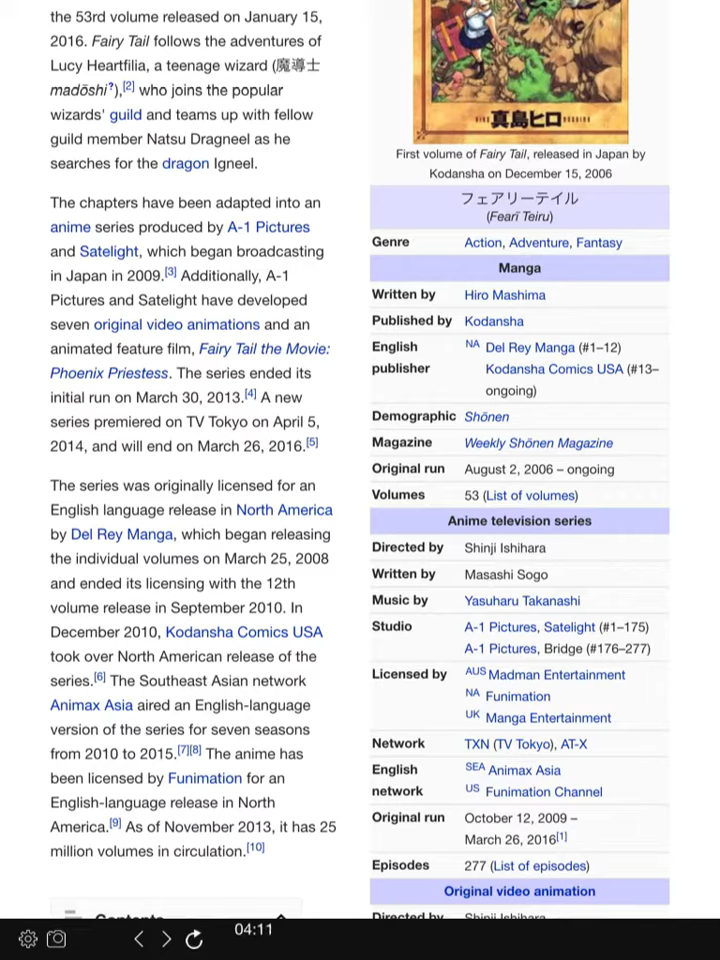 the 53rd volume released on January 15,
2016. Fairy Tail follows the adventures of
Lucy Heartfilia, a teenage wizard (魔導士
madōshi?),[2] who joins the popular
wizards' guild and teams up with fellow
guild member Natsu Dragneel as he
searches for the dragon Igneel.
The chapters have been adapted into an
anime series produced by A-1 Pictures
and Satelight, which began broadcasting
in Japan in 2009.[3] Additionally, A-1
Pictures and Satelight have developed
seven original video animations and an
animated feature film, Fairy Tail the Movie:
Phoenix Priestess. The series ended its
initial run on March 30, 2013.[4] A new
series premiered on TV Tokyo on April 5,
2014, and will end on March 26, 2016.[5]
The series was originally licensed for an
English language release in North America
by Del Rey Manga, which began releasing
the individual volumes on March 25, 2008
and ended its licensing with the 12th
volume release in September 2010. In
December 2010, Kodansha Comics USA
took over North American release of the
series.[6] The Southeast Asian network
Animax Asia aired an English-language
version of the series for seven seasons
from 2010 to 2015.[7][8] The anime has
been licensed by Funimation for an
English-language release in North
America.[9] As of November 2013, it has 25
million volumes in circulation.[10]
Contents
真島ヒロ
First volume of Fairy Tail, released in Japan by
Kodansha on December 15, 2006
フェアリーテイル
(Fearī Teiru)
Genre Action, Adventure, Fantasy
Manga
Written by Hiro Mashima
Published by Kodansha
English publisher NA Del Rey Manga (#1–12)
Kodansha Comics USA (#13–
ongoing)
Demographic Shōnen
Magazine Weekly Shōnen Magazine
Original run August 2, 2006 – ongoing
Volumes 53 (List of volumes)
Anime television series
Directed by Shinji Ishihara
Written by Masashi Sogo
Music by Yasuharu Takanashi
Studio A-1 Pictures, Satelight (#1–175)
A-1 Pictures, Bridge (#176–277)
Licensed by AUS Madman Entertainment
NA Funimation
UK Manga Entertainment
Network TXN (TV Tokyo), AT-X
English network SEA Animax Asia
US Funimation Channel
Original run October 12, 2009 –
March 26, 2016[1]
Episodes 277 (List of episodes)
Original video animation
Directed by Shinji Ishihara
04:11